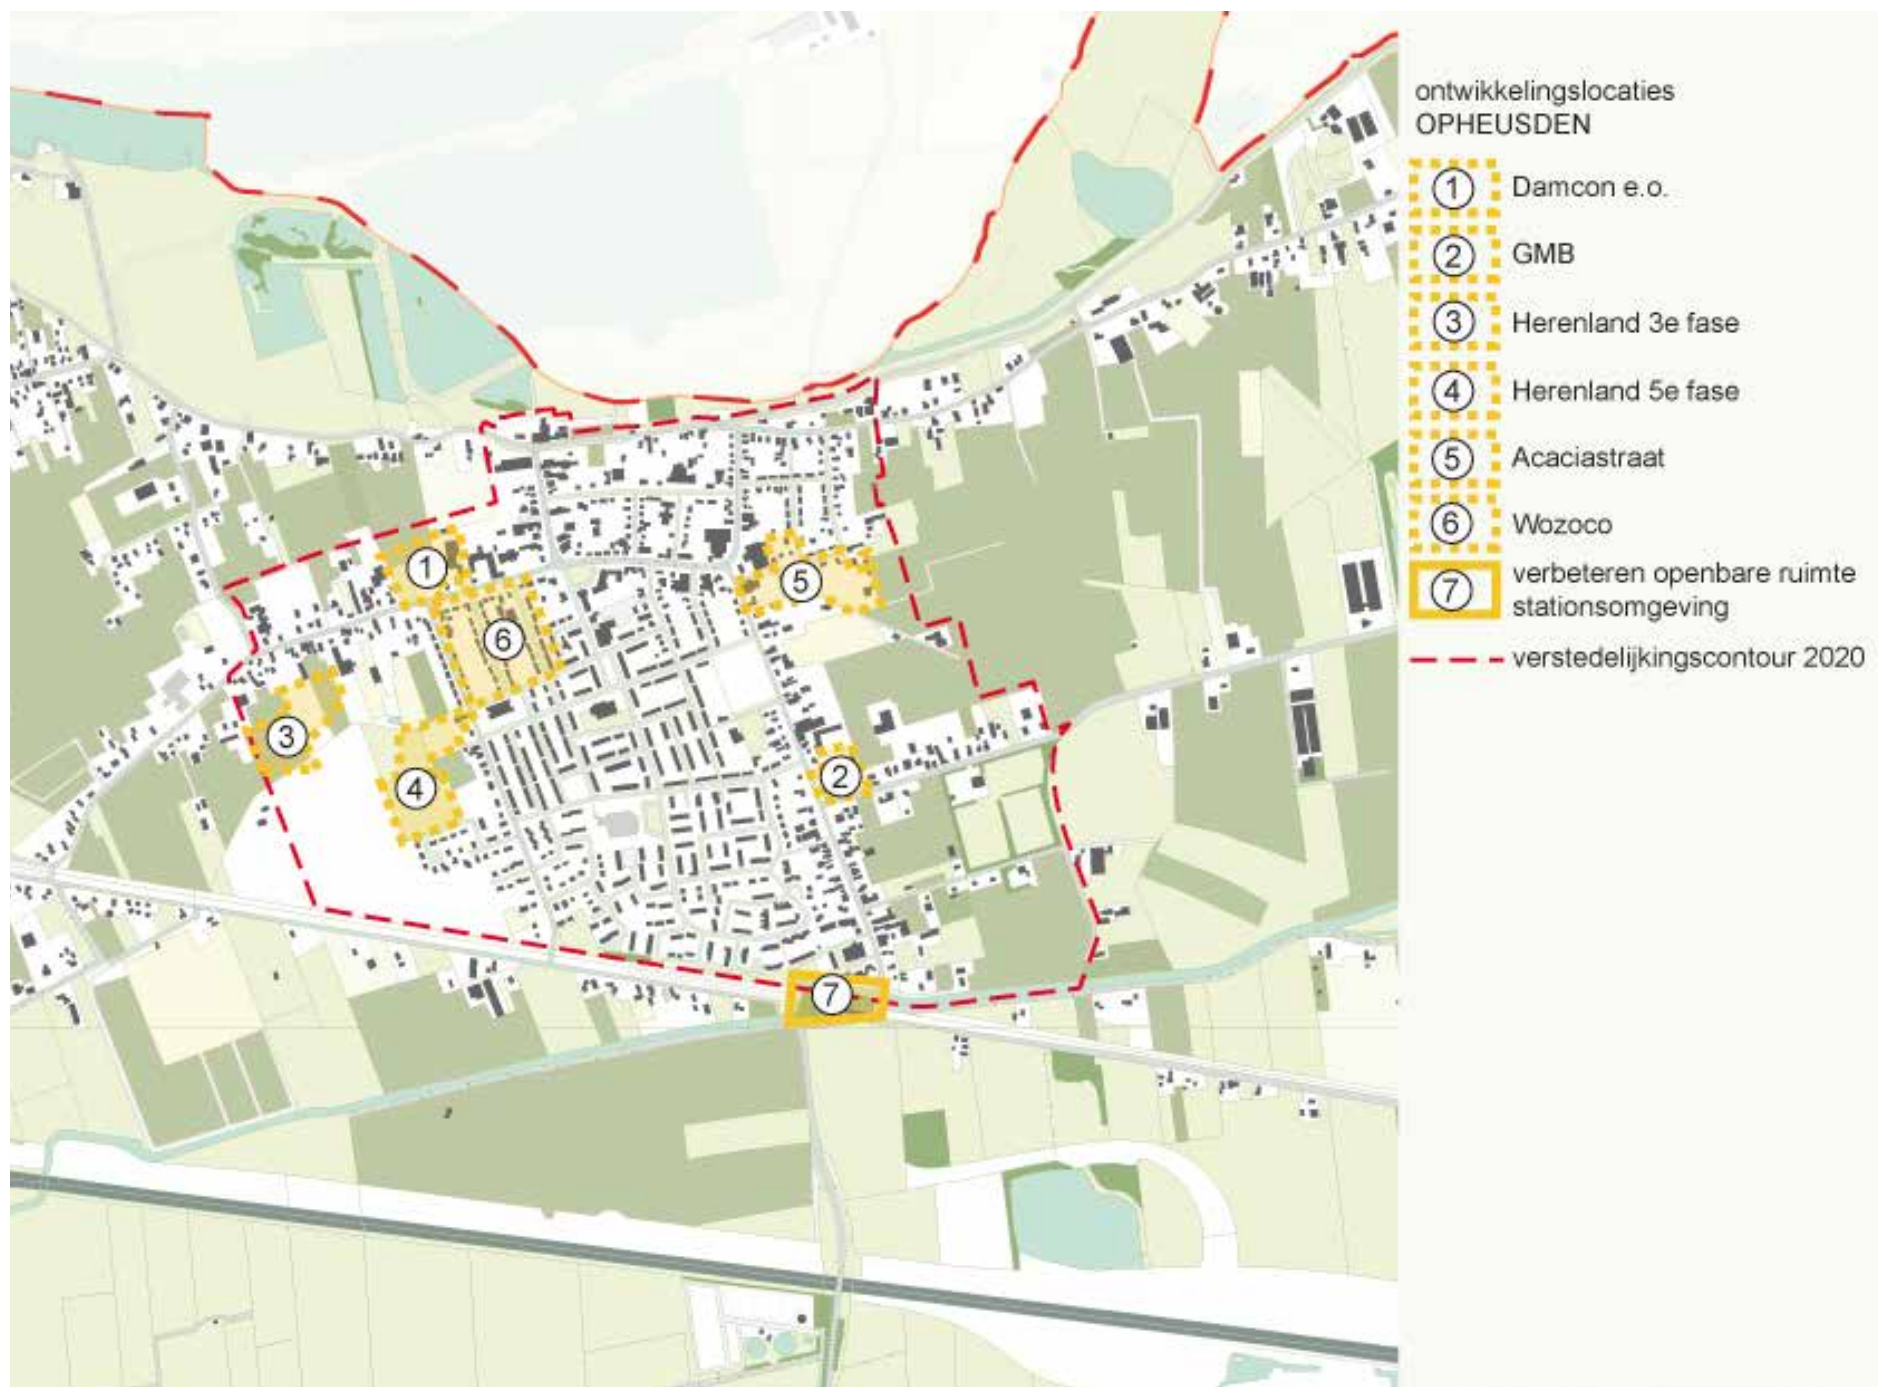 ontwikkelingslocaties
OPHEUSDEN
1 Damcon e.o.
2 GMB
3 Herenland 3e fase
4 Herenland 5e fase
5 Acaciastraat
6 Wozoco
7 verbeteren openbare ruimte
stationsomgeving
verstedelijkingscontour 2020
1
5
6
3
2
4
7